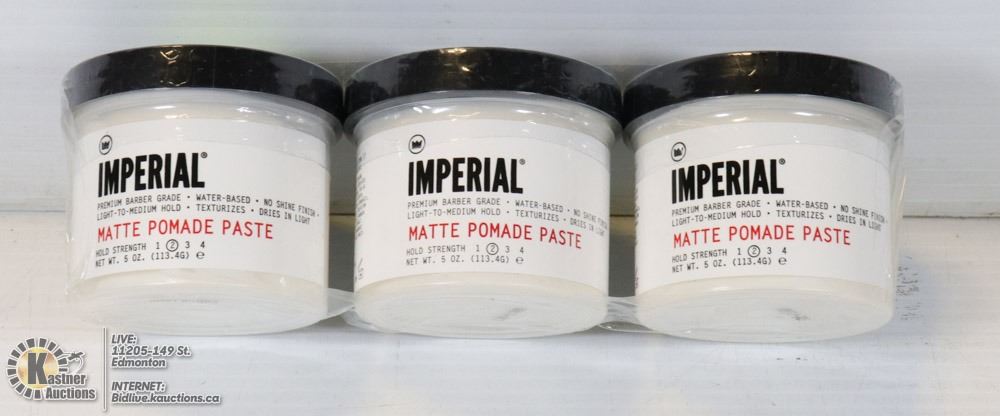 IMPERIAL®
PREMIUM BARBER GRADE • WATER-BASED • NO SHINE FINISH •
LIGHT-TO-MEDIUM HOLD • TEXTURIZES • DRIES IN LIGHT
MATTE POMADE PASTE
HOLD STRENGTH 1 2 3 4
NET WT. 5 OZ. (113.4G) ℮
IMPERIAL®
PREMIUM BARBER GRADE • WATER-BASED • NO SHINE FINISH
LIGHT-TO-MEDIUM HOLD • TEXTURIZES • DRIES IN LIGHT
MATTE POMADE PASTE
HOLD STRENGTH 1 2 3 4
NET WT. 5 OZ. (113.4G) ℮
IMPERIAL®
PREMIUM BARBER GRADE • WATER-BASED • NO SHINE FINISH •
LIGHT-TO-MEDIUM HOLD • TEXTURIZES • DRIES IN LIGHT
MATTE POMADE PASTE
HOLD STRENGTH 1 2 3 4
NET WT. 5 OZ. (113.4G) ℮
Kastner
Auctions
LIVE:
11205-149 St.
Edmonton
INTERNET:
Bidlive.kauctions.ca